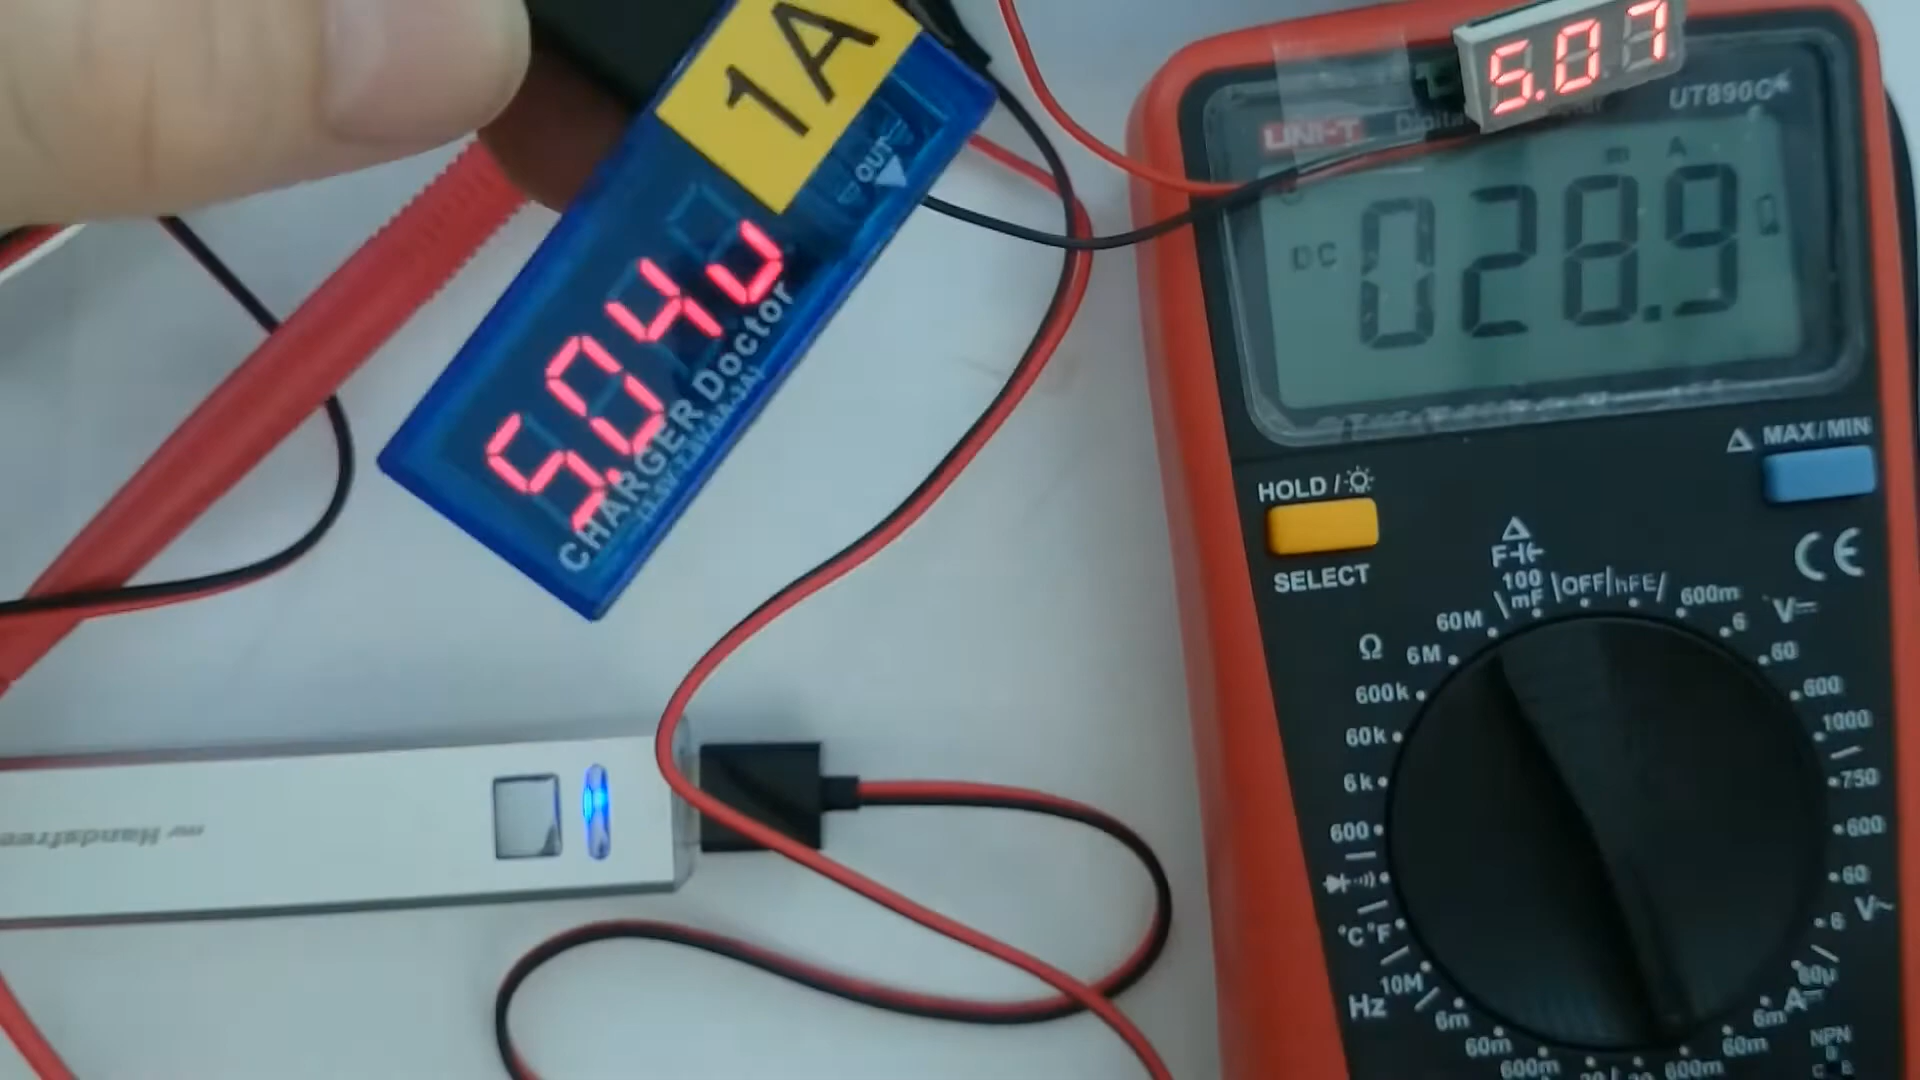 1A
OUT
5.04v
CHARGER Doctor
mr Handsfree
5.07
UT890C+
UNI-T
DC
m A
028.9
MAX/MIN
HOLD /
SELECT
CE
F
100
mF
OFF
hFE
600m
6
V
60
600
1000
750
600
60
6
V~
60µ
A
6m
60m
600m
60M
6M
Ω
600k
60k
6k
600
°C °F
10M
Hz
6m
60m
600m
NPN
B
C E